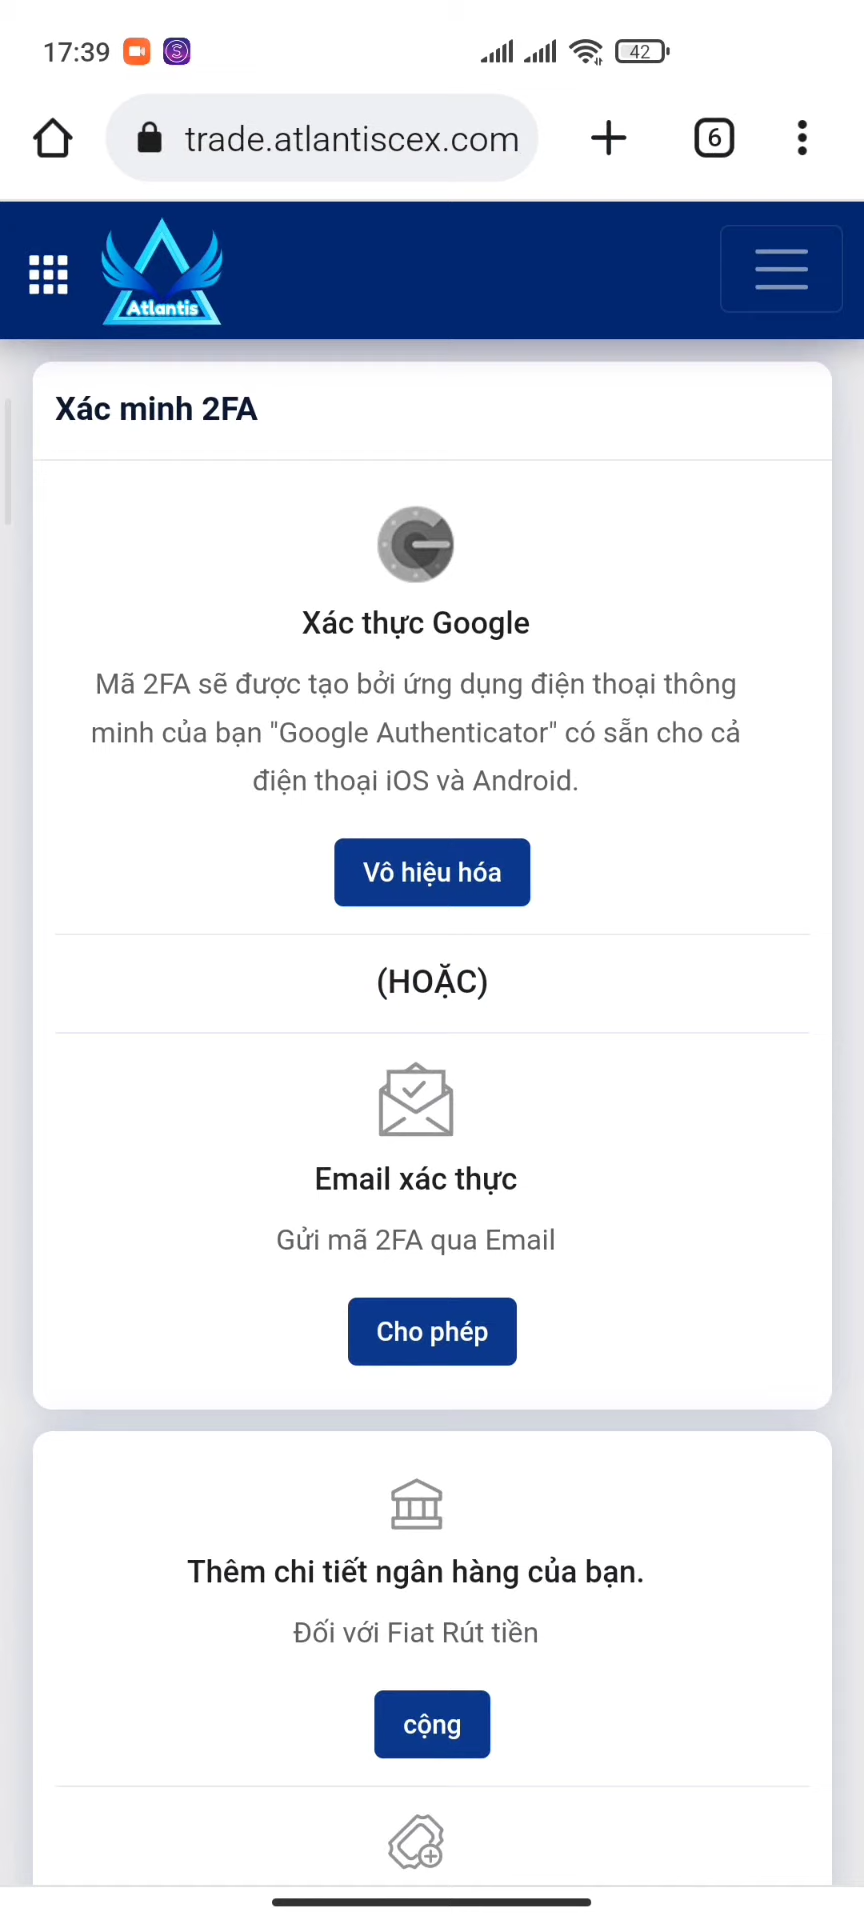 17:39
42
trade.atlantiscex.com
6
Atlantis
Xác minh 2FA
Xác thực Google
Mã 2FA sẽ được tạo bởi ứng dụng điện thoại thông
minh của bạn "Google Authenticator" có sẵn cho cả
điện thoại iOS và Android.
Vô hiệu hóa
(HOẶC)
Email xác thực
Gửi mã 2FA qua Email
Cho phép
Thêm chi tiết ngân hàng của bạn.
Đối với Fiat Rút tiền
cộng